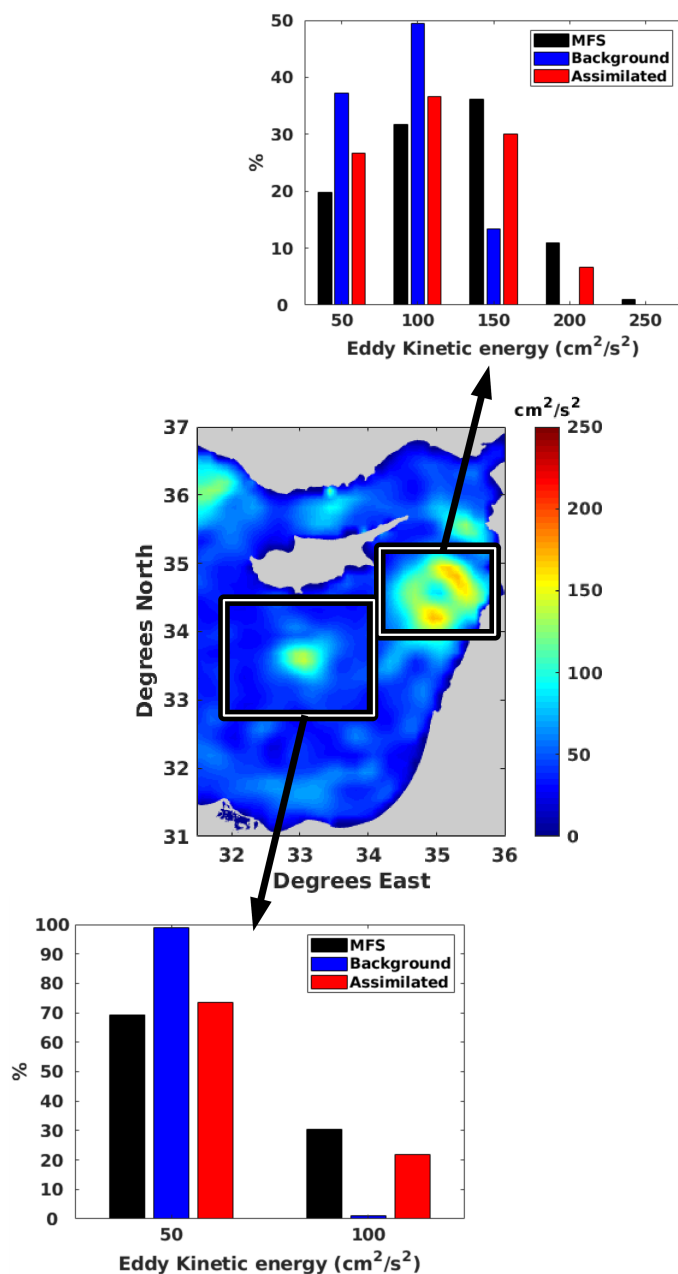 %
50
40
30
20
10
0
MFS
Background
Assimilated
50 100 150 200 250
Eddy Kinetic energy (cm²/s²)
cm²/s²
Degrees North
37
36
35
34
33
32
31
32 33 34 35 36
Degrees East
250
200
150
100
50
0
%
100
90
80
70
60
50
40
30
20
10
0
MFS
Background
Assimilated
50 100
Eddy Kinetic energy (cm²/s²)